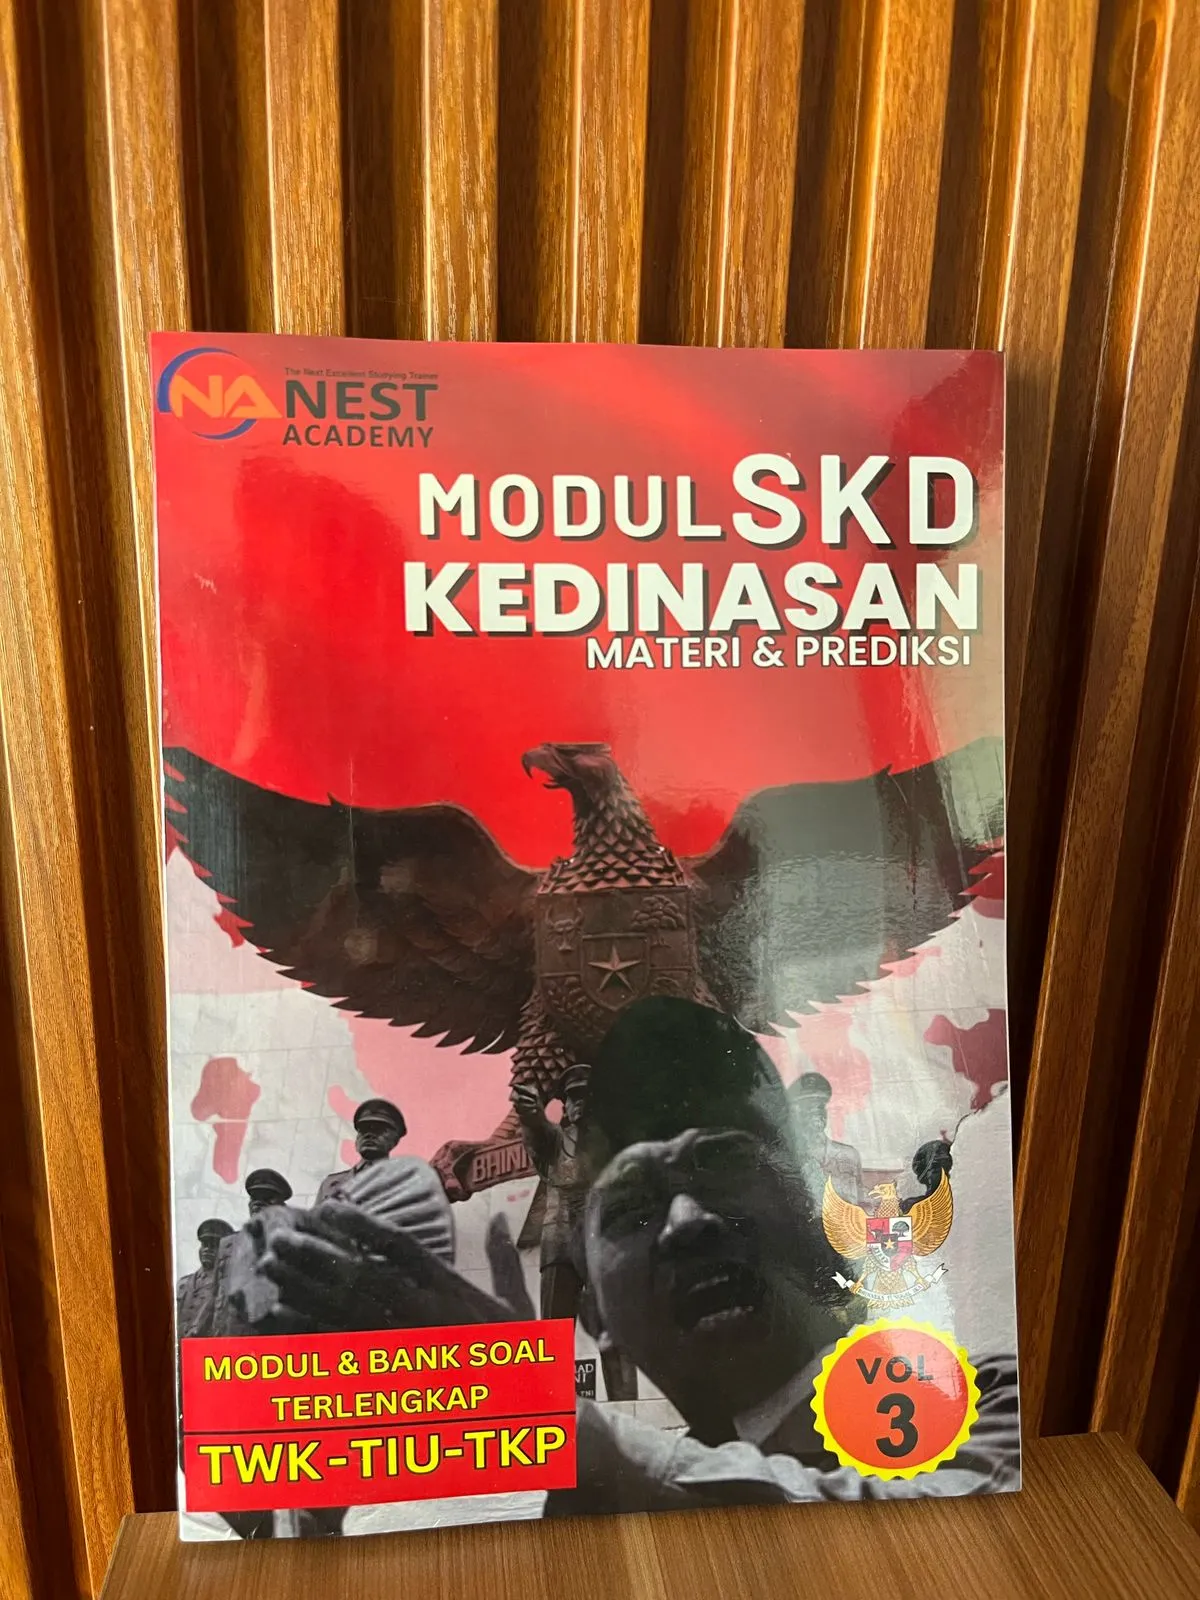 The Next Excellent Studying Trainer
NA NEST
ACADEMY
MODUL SKD
KEDINASAN
MATERI & PREDIKSI
BHIN
MODUL & BANK SOAL
TERLENGKAP
TWK-TIU-TKP
VOL
3